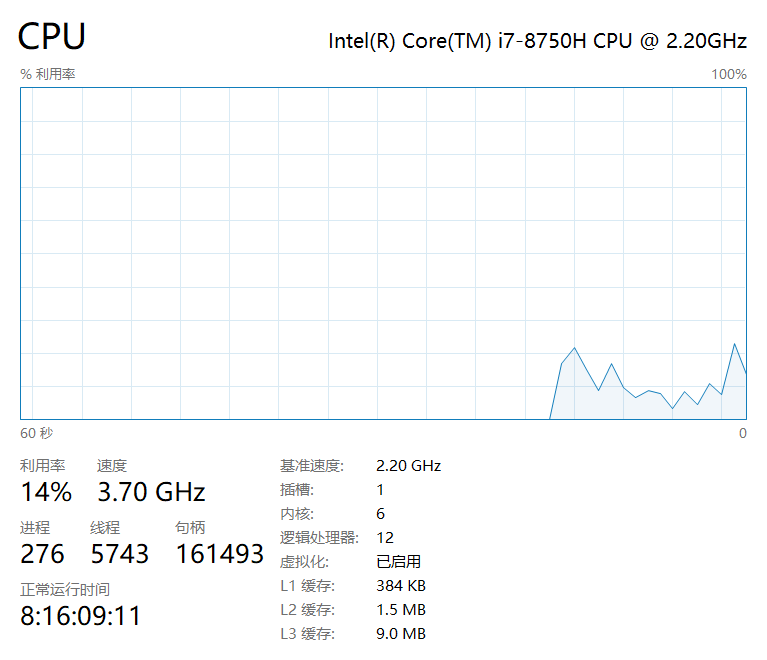 CPU
Intel(R) Core(TM) i7-8750H CPU @ 2.20GHz
% 利用率
100%
60 秒
0
利用率 速度
14% 3.70 GHz
进程 线程 句柄
276 5743 161493
正常运行时间
8:16:09:11
基准速度: 2.20 GHz
插槽: 1
内核: 6
逻辑处理器: 12
虚拟化: 已启用
L1 缓存: 384 KB
L2 缓存: 1.5 MB
L3 缓存: 9.0 MB